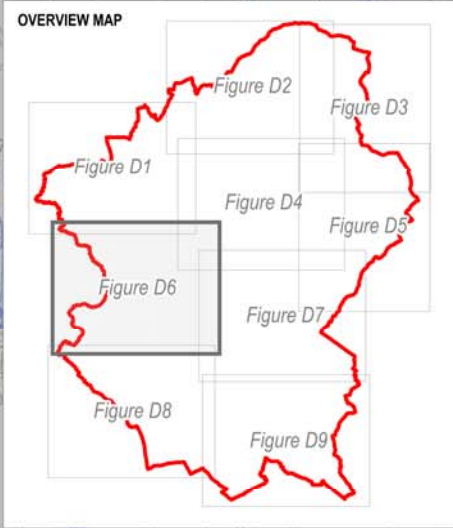 OVERVIEW MAP
Figure D2
Figure D3
Figure D1
Figure D4
Figure D5
Figure D6
Figure D7
Figure D8
Figure D9